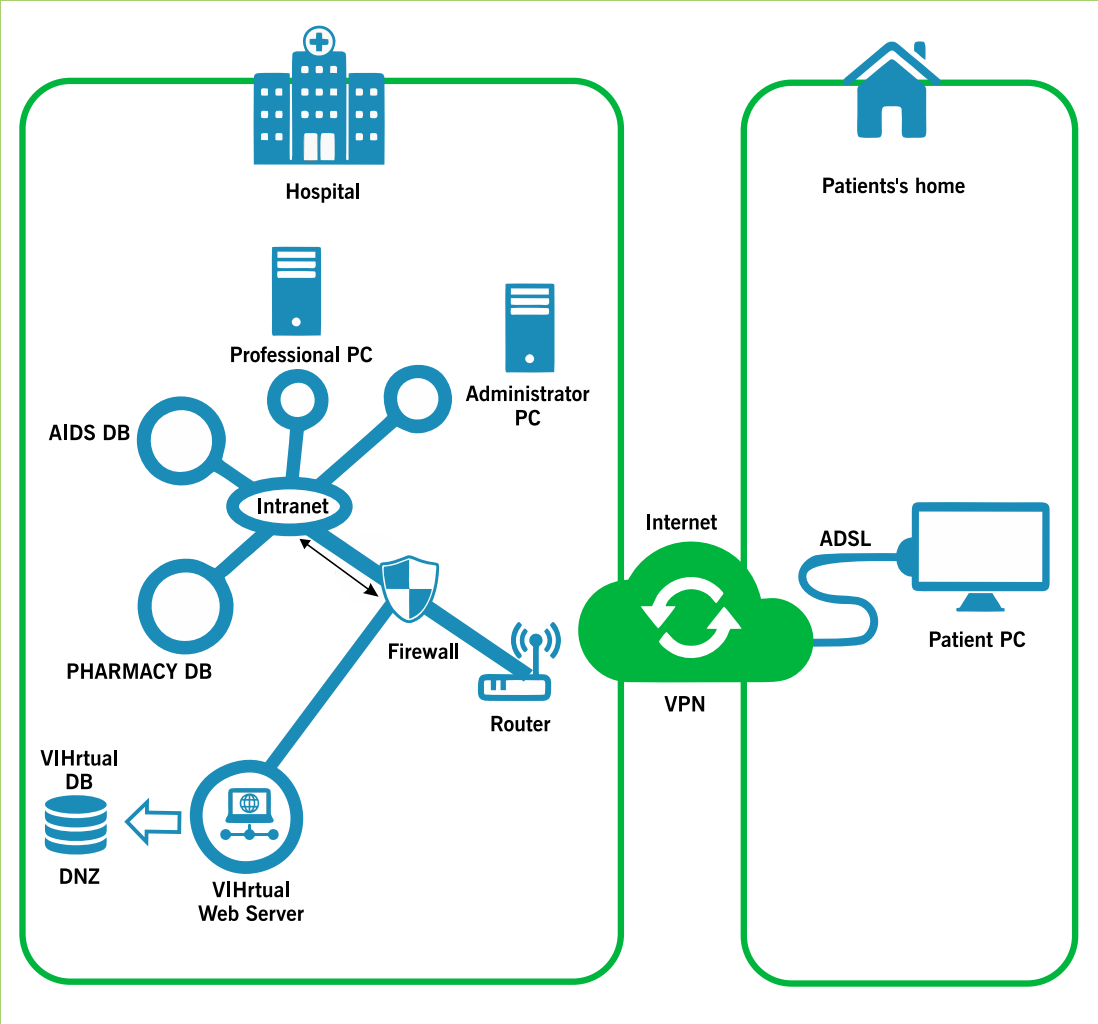 Hospital
Patients's home
Professional PC
Administrator
PC
AIDS DB
Intranet
Internet
ADSL
Firewall
Patient PC
PHARMACY DB
VPN
Router
VIHrtual
DB
DNZ
VIHrtual
Web Server